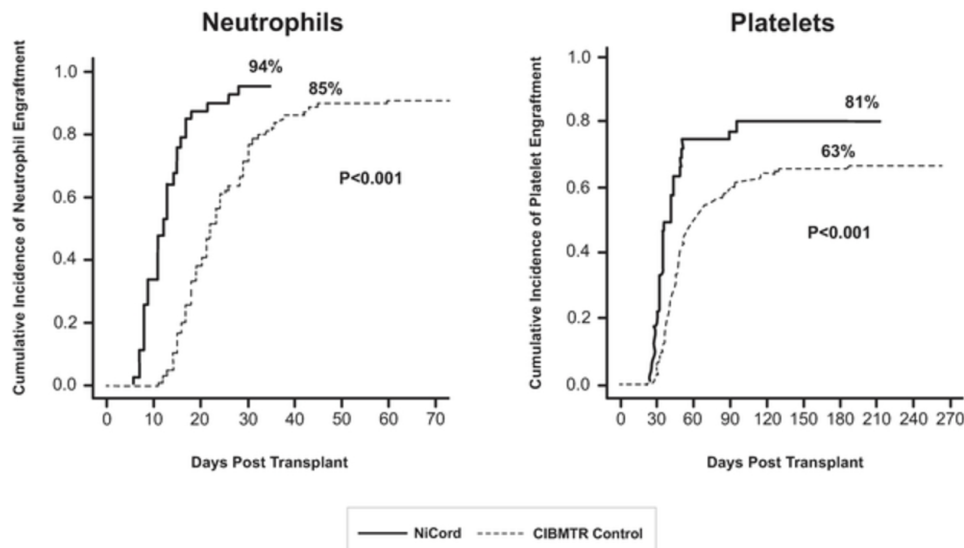 Neutrophils
Cumulative Incidence of Neutrophil Engraftment
1.0
0.8
0.6
0.4
0.2
0.0
94%
85%
P<0.001
0 10 20 30 40 50 60 70
Days Post Transplant
Platelets
Cumulative Incidence of Platelet Engraftment
1.0
0.8
0.6
0.4
0.2
0.0
81%
63%
P<0.001
0 30 60 90 120 150 180 210 240 270
Days Post Transplant
NiCord CIBMTR Control